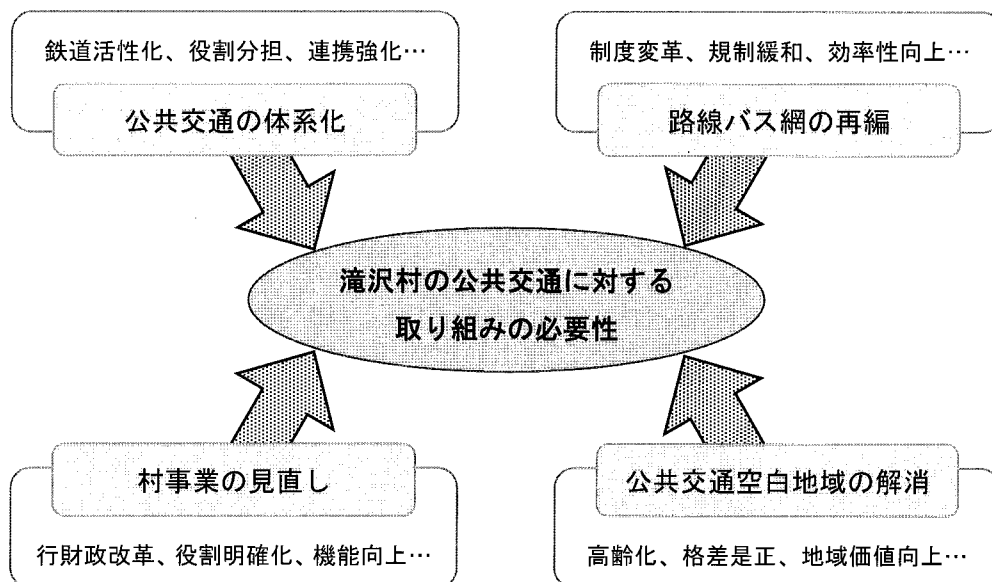 鉄道活性化、役割分担、連携強化…
公共交通の体系化
制度変革、規制緩和、効率性向上…
路線バス網の再編
滝沢村の公共交通に対する
取り組みの必要性
村事業の見直し
行財政改革、役割明確化、機能向上…
公共交通空白地域の解消
高齢化、格差是正、地域価値向上…